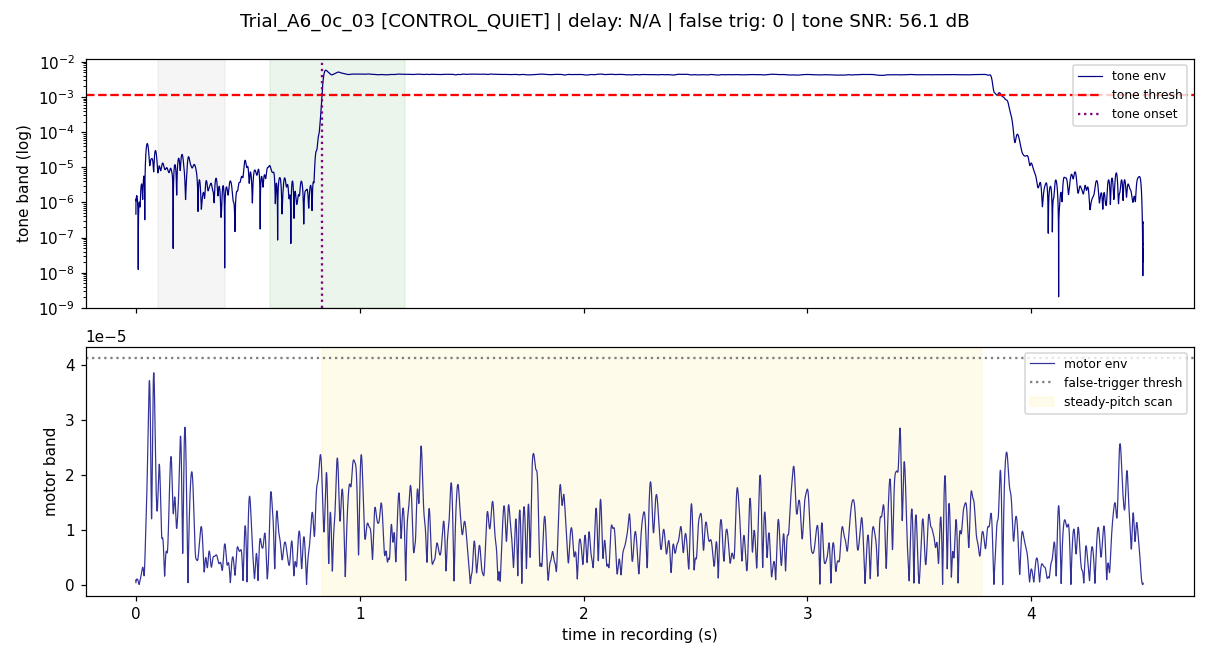 Trial_A6_0c_03 [CONTROL_QUIET] | delay: N/A | false trig: 0 | tone SNR: 56.1 dB
tone band (log)
10⁻²
10⁻³
10⁻⁴
10⁻⁵
10⁻⁶
10⁻⁷
10⁻⁸
10⁻⁹
tone env
tone thresh
tone onset
1e−5
motor band
4
3
2
1
0
motor env
false-trigger thresh
steady-pitch scan
0 1 2 3 4
time in recording (s)